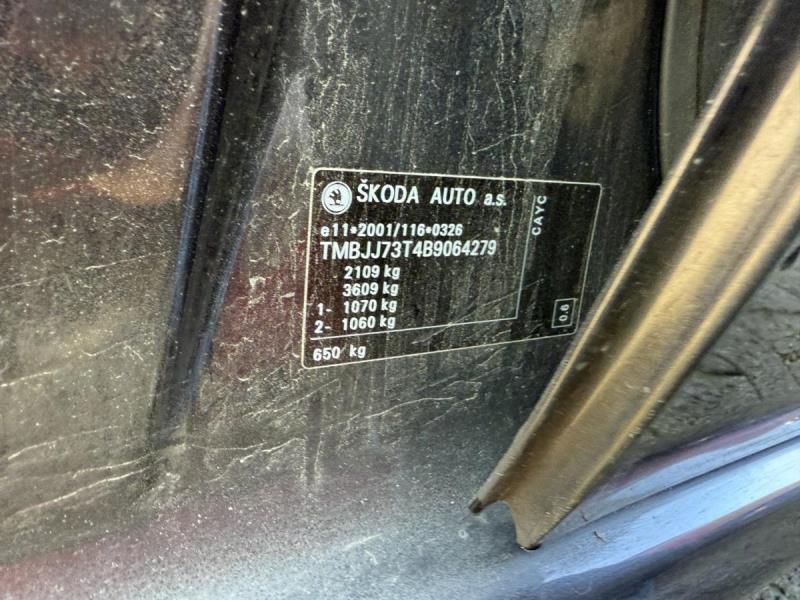 ŠKODA AUTO a.s.
e11*2001/116*0326
TMBJJ73T4B9064279
2109 kg
3609 kg
1- 1070 kg
2- 1060 kg
650 kg
CAYC
0.6